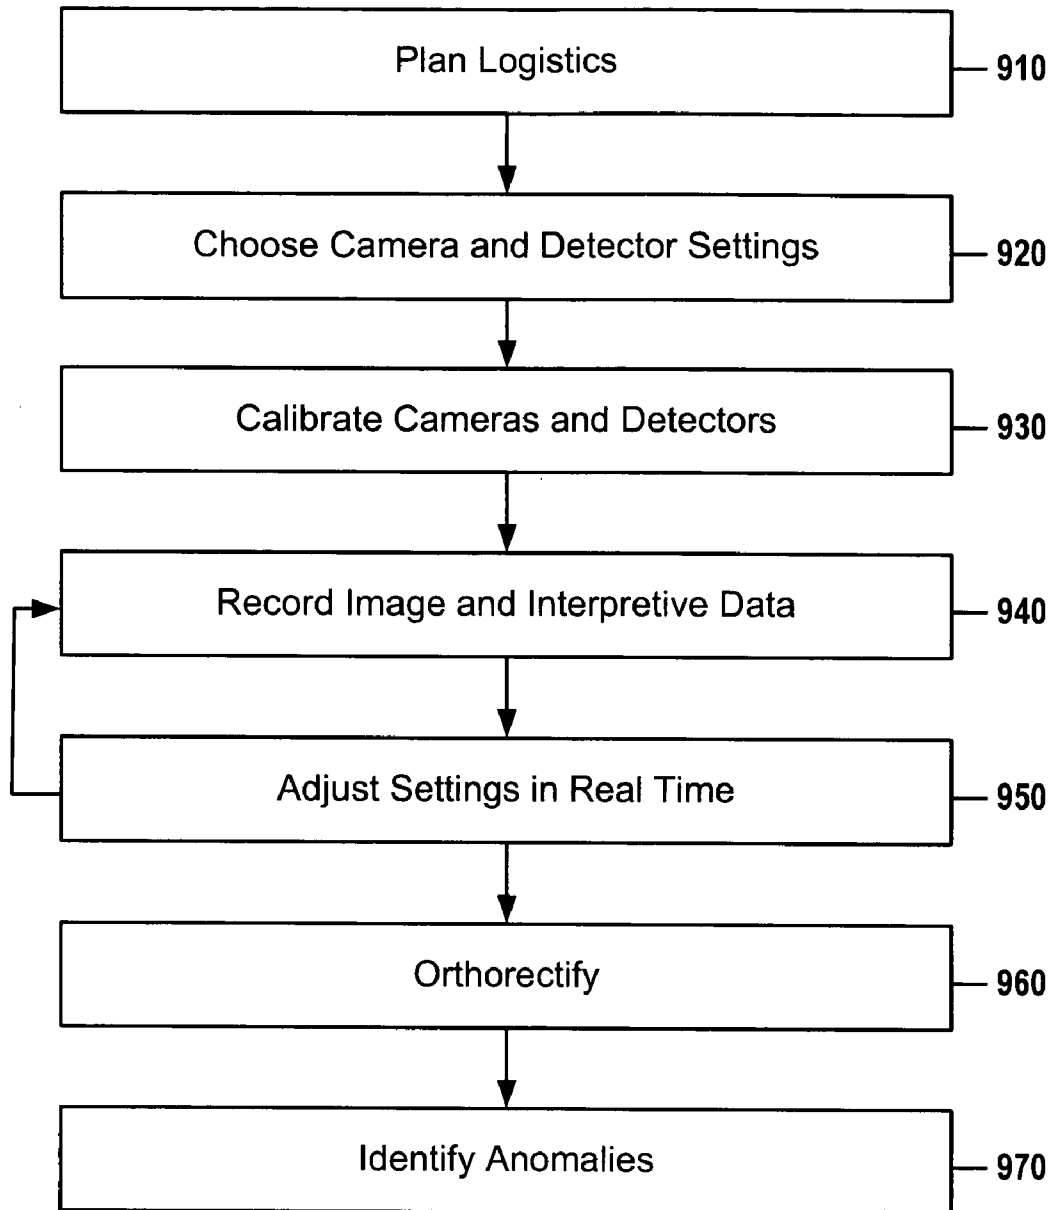 Plan Logistics
910
Choose Camera and Detector Settings
920
Calibrate Cameras and Detectors
930
Record Image and Interpretive Data
940
Adjust Settings in Real Time
950
Orthorectify
960
Identify Anomalies
970